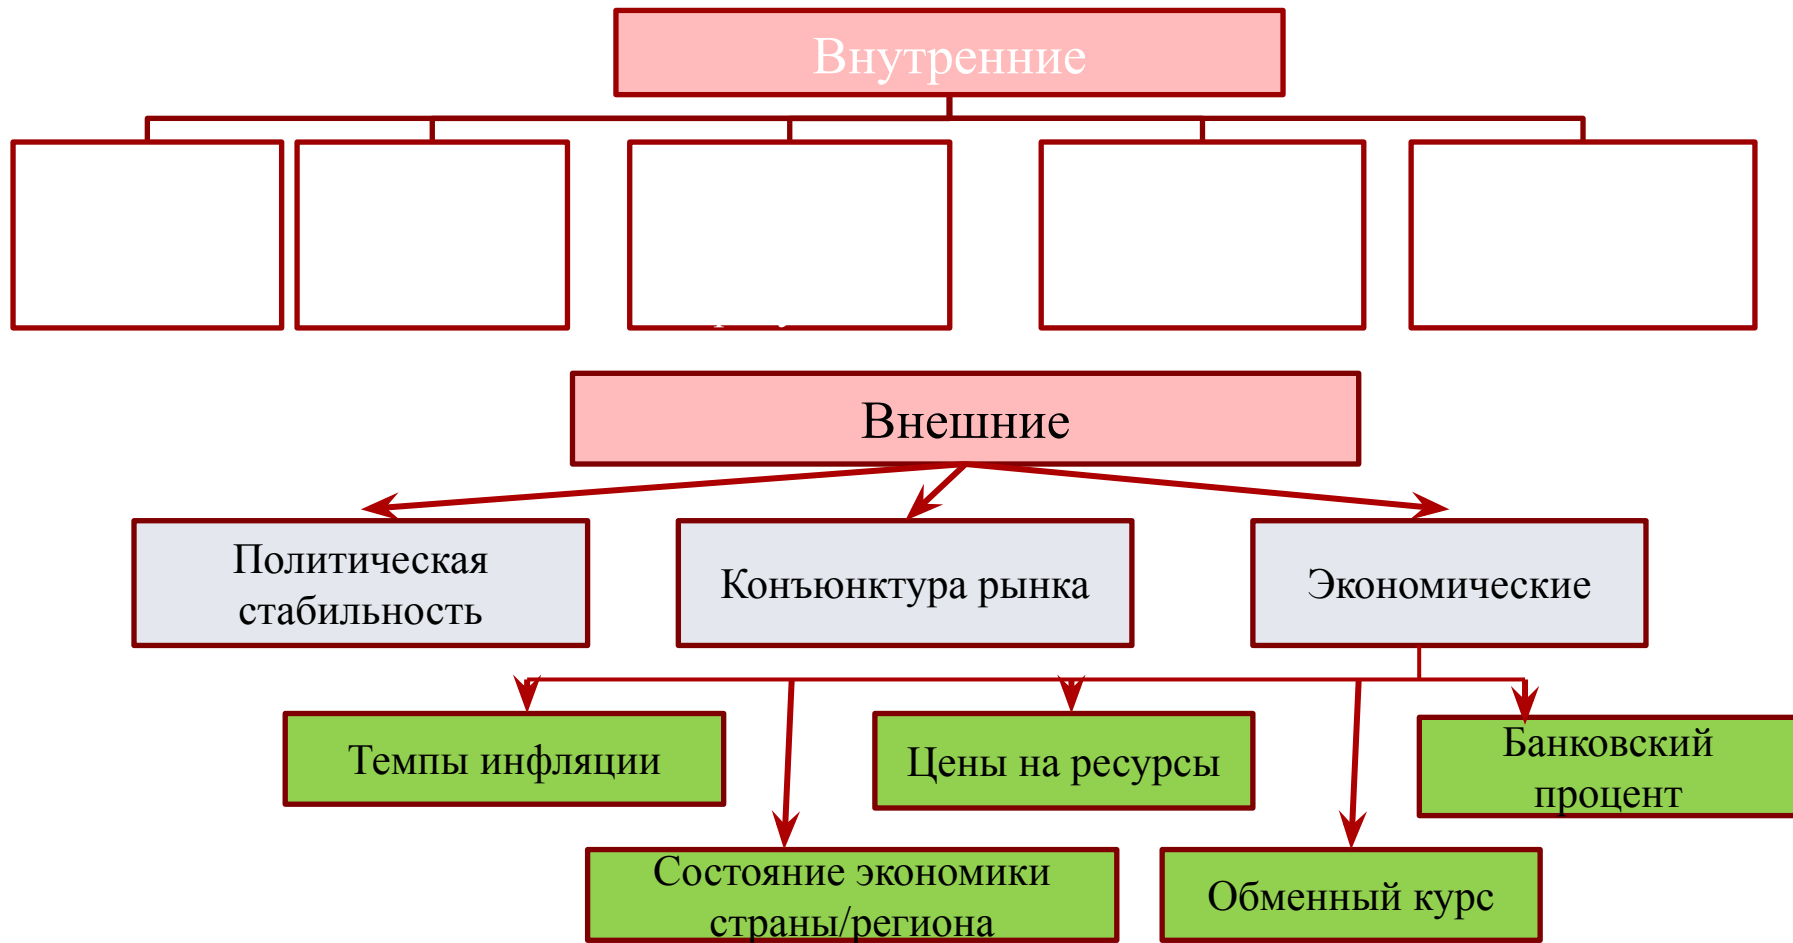 Внутренние
Внешние
Политическая
стабильность
Конъюнктура рынка
Экономические
Темпы инфляции
Цены на ресурсы
Банковский
процент
Состояние экономики
страны/региона
Обменный курс